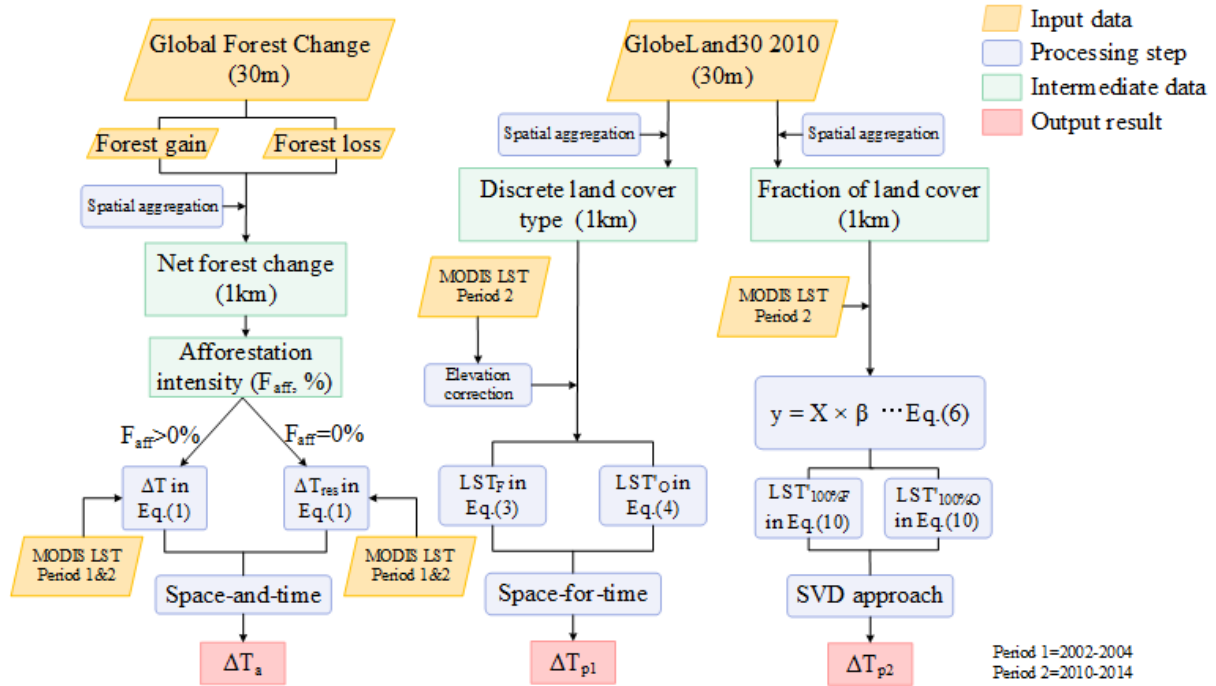 Global Forest Change
(30m)
Forest gain
Forest loss
Spatial aggregation
Net forest change
(1km)
Afforestation
intensity (Faff, %)
Faff>0%
Faff=0%
ΔT in
Eq.(1)
ΔTres in
Eq.(1)
MODIS LST
Period 1&2
MODIS LST
Period 1&2
Space-and-time
ΔTa
GlobeLand30 2010
(30m)
Spatial aggregation
Spatial aggregation
Discrete land cover
type (1km)
MODIS LST
Period 2
Elevation
correction
LSTF in
Eq.(3)
LST'O in
Eq.(4)
Space-for-time
ΔTp1
Fraction of land cover
(1km)
MODIS LST
Period 2
y = X × β ···Eq.(6)
LST'100%F
in Eq.(10)
LST'100%O
in Eq.(10)
SVD approach
ΔTp2
Input data
Processing step
Intermediate data
Output result
Period 1=2002-2004
Period 2=2010-2014